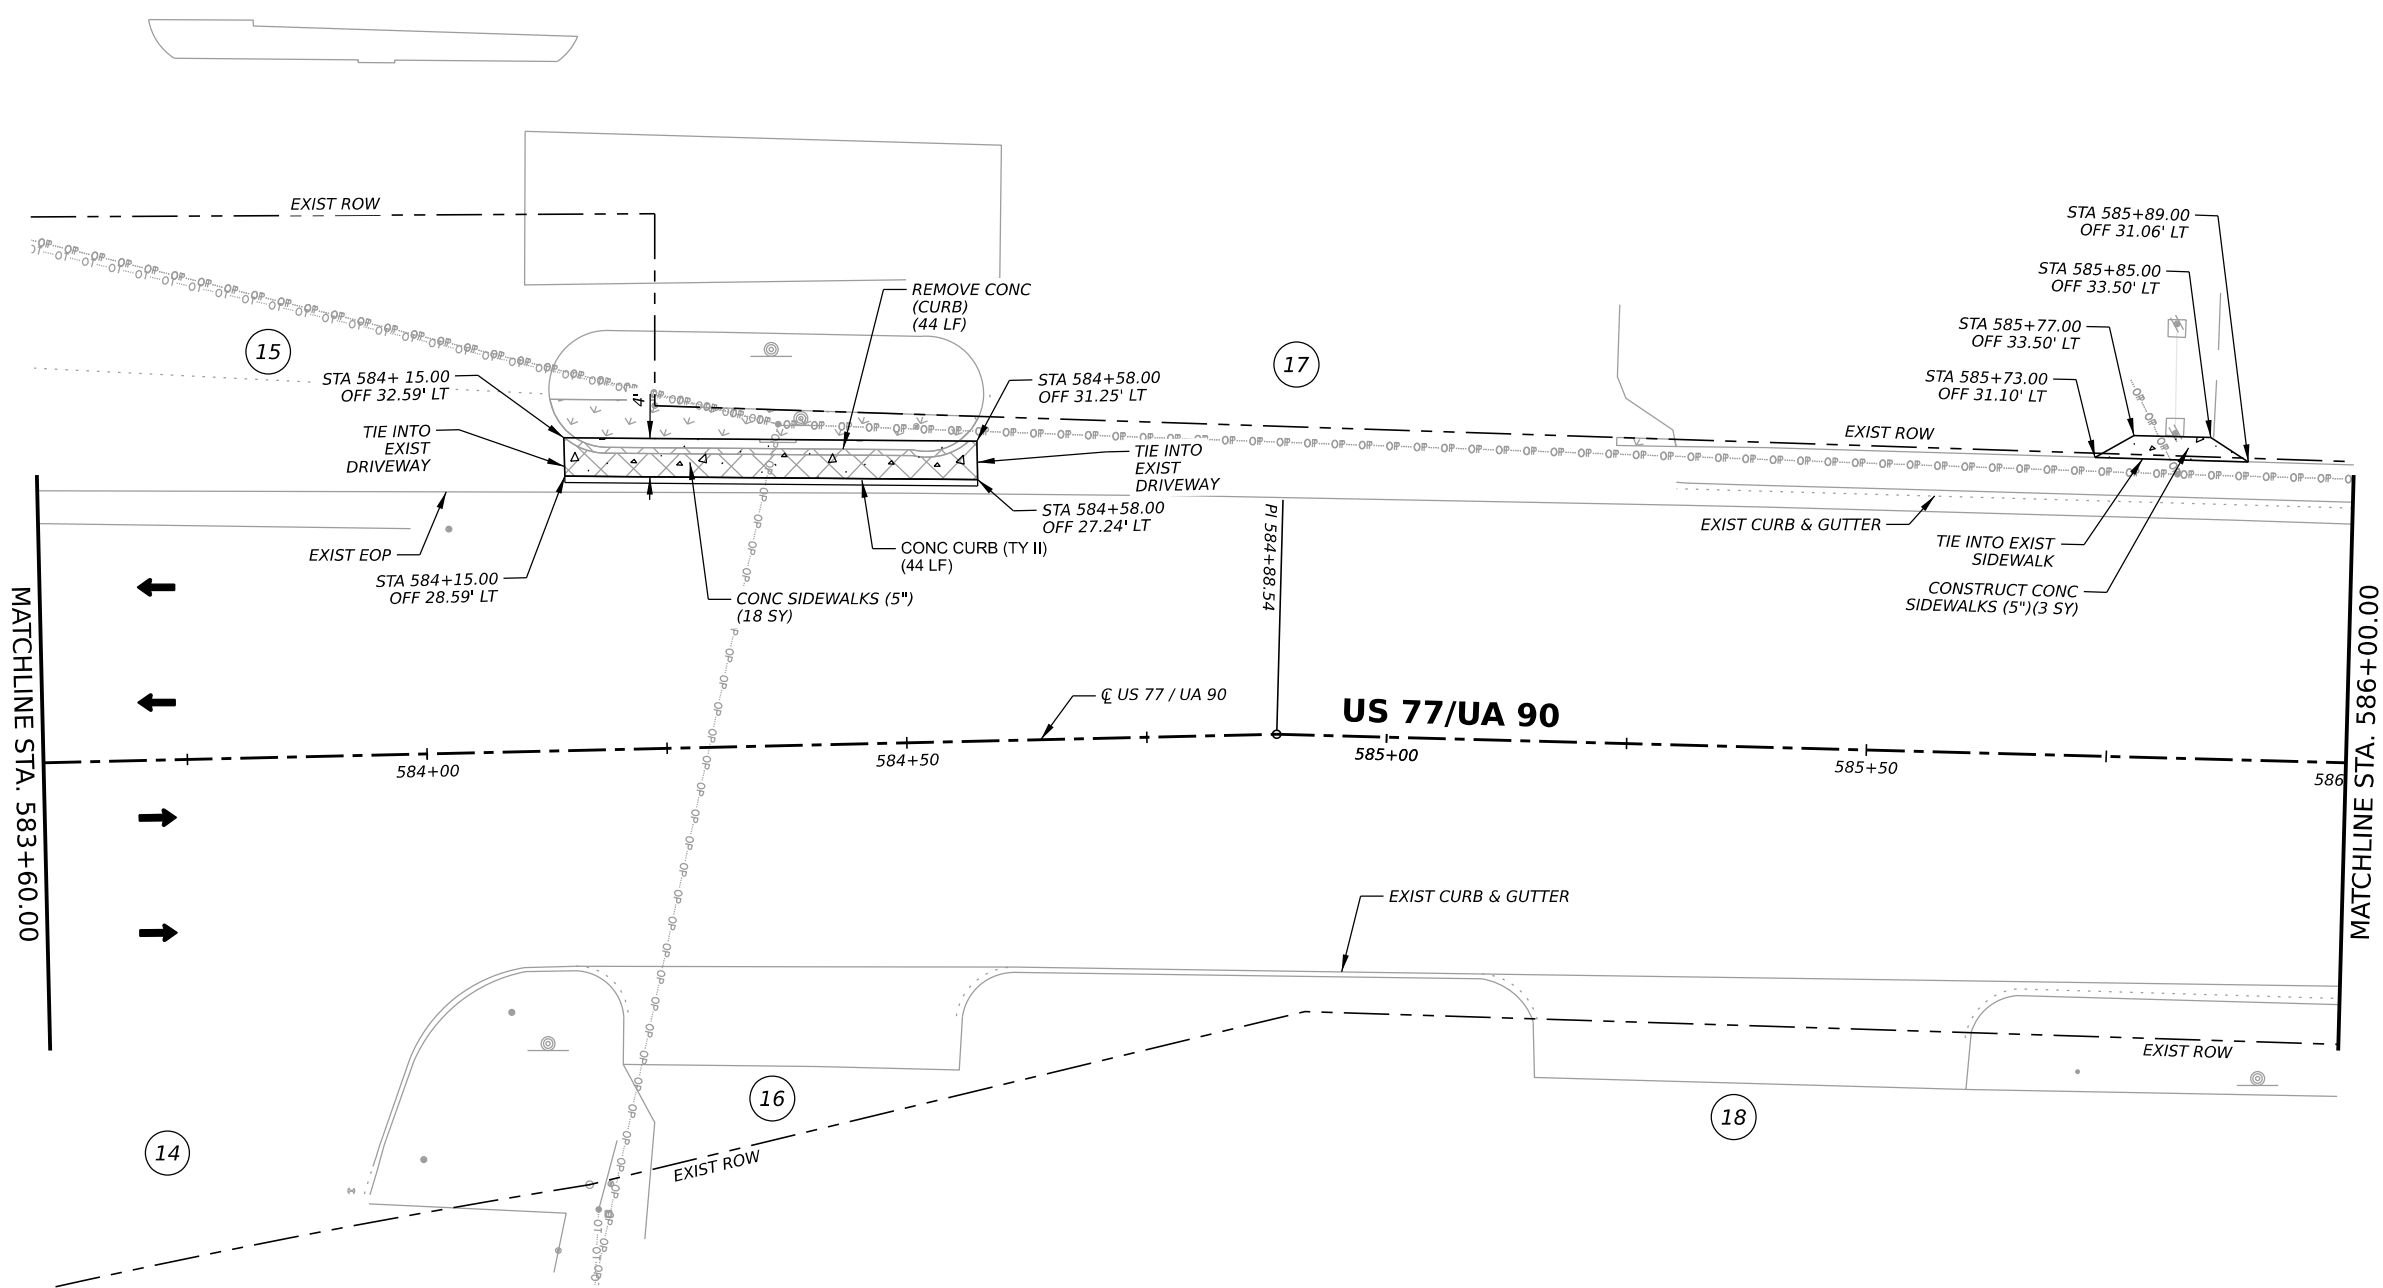 EXIST ROW
15
STA 584+ 15.00
OFF 32.59' LT
TIE INTO
EXIST
DRIVEWAY
EXIST EOP
STA 584+15.00
OFF 28.59' LT
4'
REMOVE CONC
(CURB)
(44 LF)
STA 584+58.00
OFF 31.25' LT
TIE INTO
EXIST
DRIVEWAY
STA 584+58.00
OFF 27.24' LT
CONC CURB (TY II)
(44 LF)
CONC SIDEWALKS (5")
(18 SY)
17
PI 584+88.54
STA 585+89.00
OFF 31.06' LT
STA 585+85.00
OFF 33.50' LT
STA 585+77.00
OFF 33.50' LT
STA 585+73.00
OFF 31.10' LT
EXIST ROW
EXIST CURB & GUTTER
TIE INTO EXIST
SIDEWALK
CONSTRUCT CONC
SIDEWALKS (5")(3 SY)
MATCHLINE STA. 583+60.00
MATCHLINE STA. 586+00.00
℄ US 77 / UA 90
US 77/UA 90
584+00
584+50
585+00
585+50
586
EXIST CURB & GUTTER
EXIST ROW
16
18
14
EXIST ROW